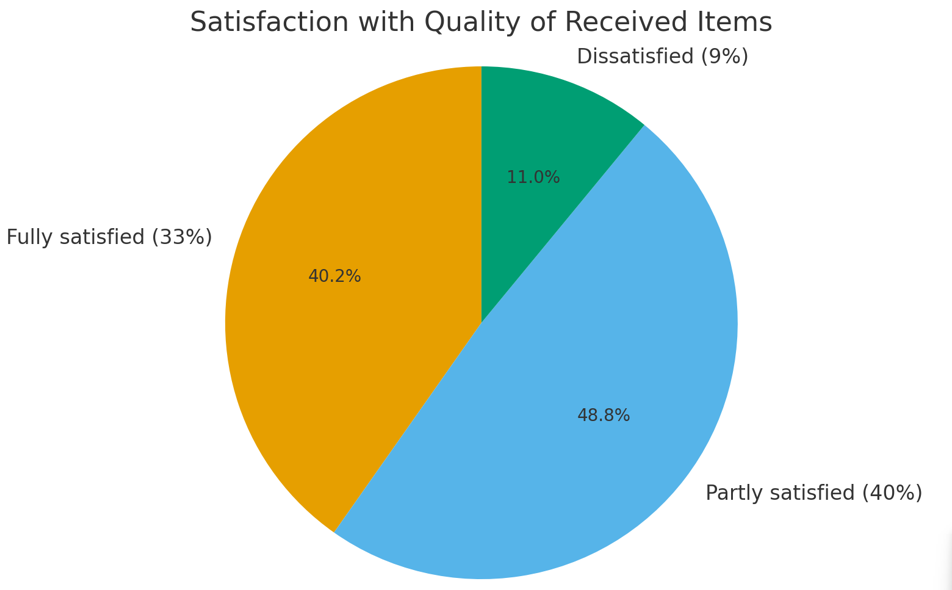 Satisfaction with Quality of Received Items
Dissatisfied (9%)
11.0%
Fully satisfied (33%)
40.2%
48.8%
Partly satisfied (40%)